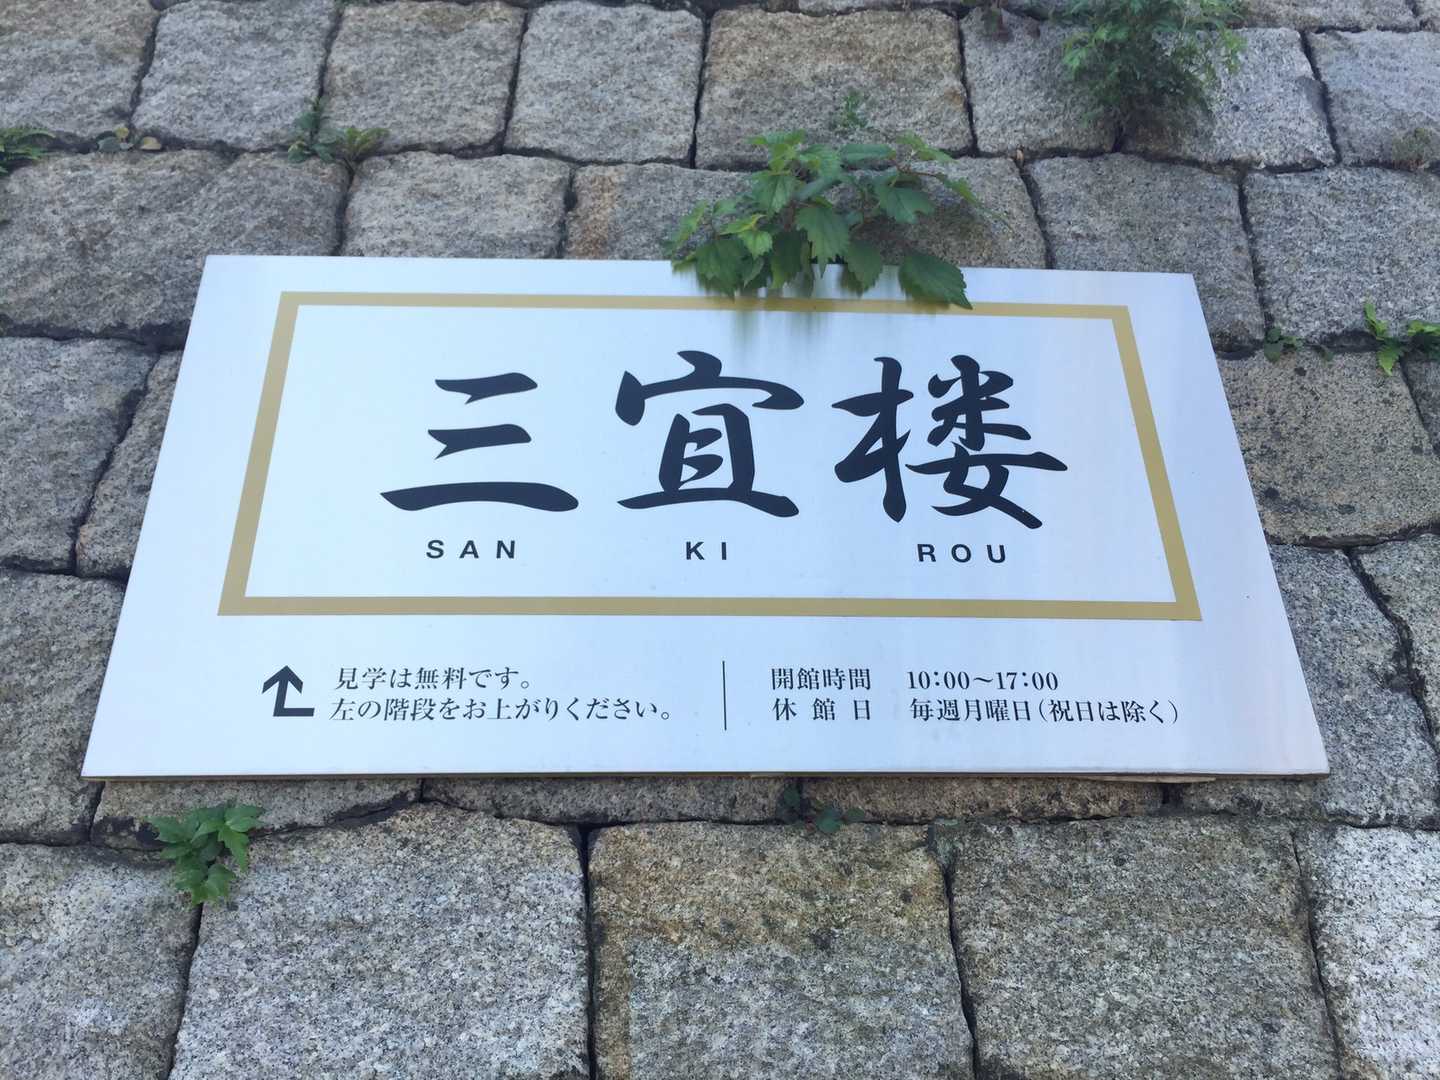 三宜楼
SAN KI ROU
見学は無料です。
左の階段をお上がりください。
開館時間 10:00〜17:00
休館日 毎週月曜日(祝日は除く)